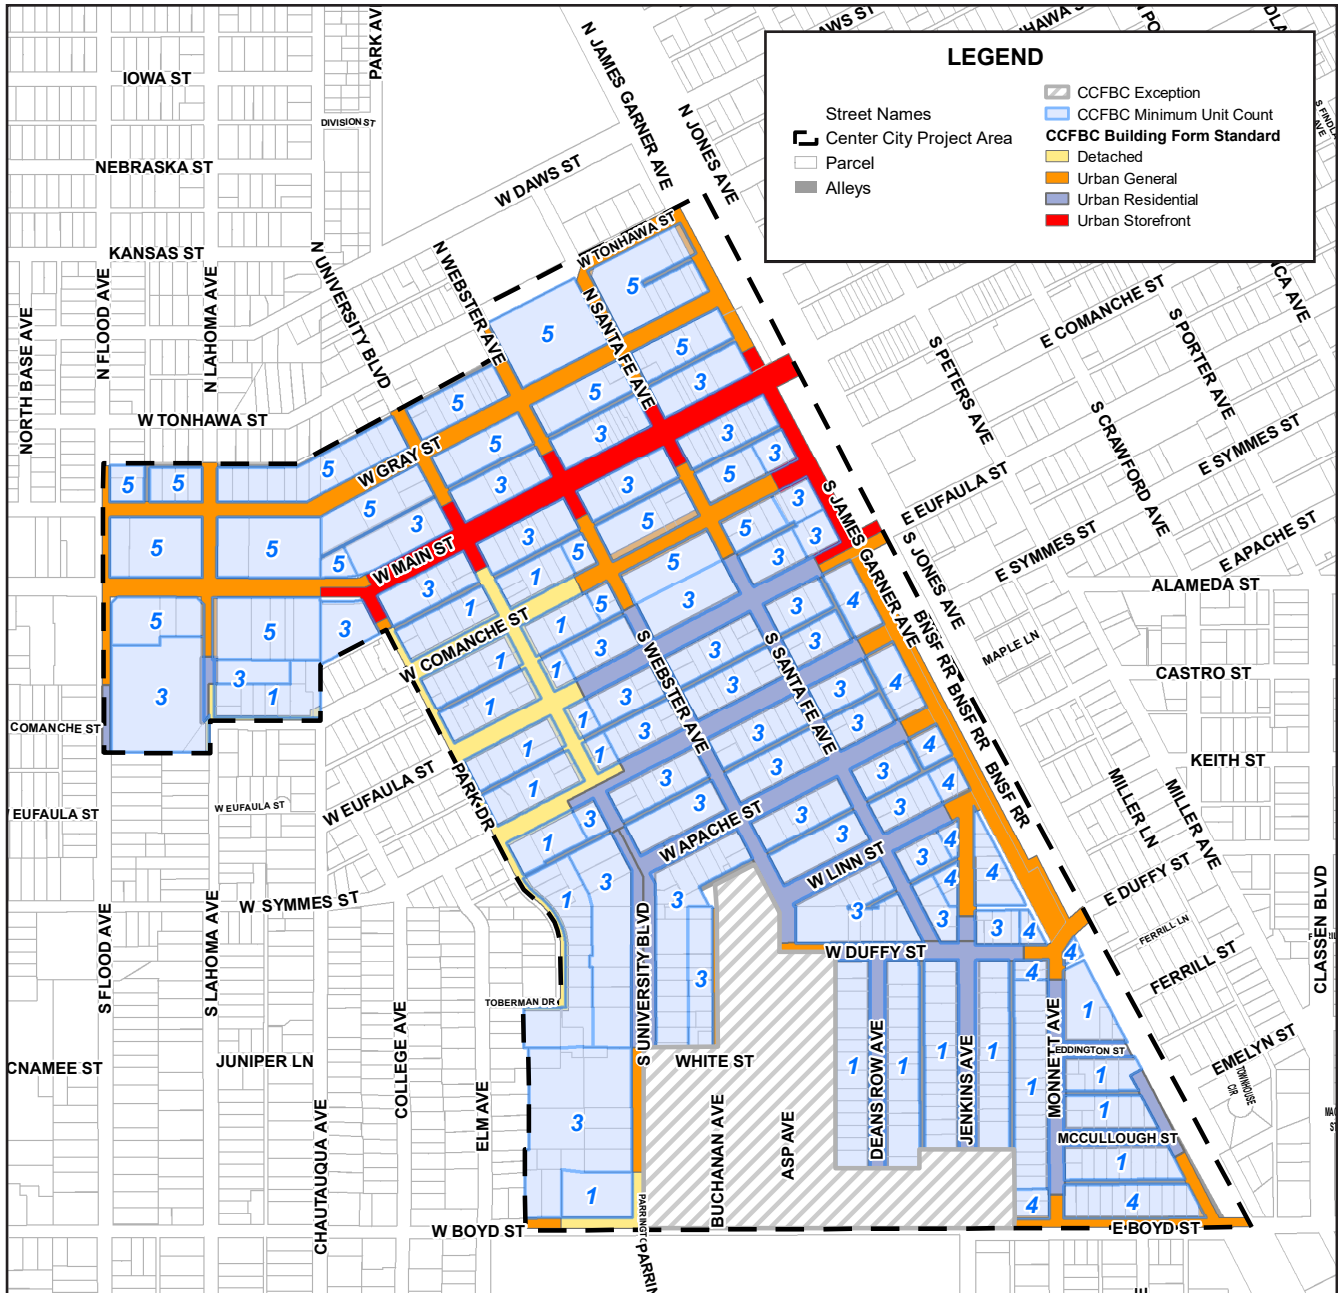 LEGEND
Street Names
Center City Project Area
Parcel
Alleys
CCFBC Exception
CCFBC Minimum Unit Count
CCFBC Building Form Standard
Detached
Urban General
Urban Residential
Urban Storefront
IOWA ST
PARK AV
DIVISION ST
NEBRASKA ST
KANSAS ST
N JAMES GARNER AVE
N JONES AVE
W DAWS ST
W TONHAWA ST
NORTH BASE AVE
N FLOOD AVE
N LAHOMA AVE
N UNIVERSITY BLVD
N WEBSTER AVE
N SANTA FE AVE
W TONHAWA ST
W GRAY ST
W MAIN ST
W COMANCHE ST
S PETERS AVE
E COMANCHE ST
S PORTER AVE
S CRAWFORD AVE
E SYMMES ST
E EUFAULA ST
E SYMMES ST
E APACHE ST
ALAMEDA ST
S JAMES GARNER AVE
S JONES AVE
BNSF RR
BNSF RR
BNSF RR
MAPLE LN
CASTRO ST
KEITH ST
MILLER LN
MILLER AVE
COMANCHE ST
EUFAULA ST
W EUFAULA ST
W EUFAULA ST
PARK DR
S WEBSTER AVE
S SANTA FE AVE
W APACHE ST
W LINN ST
W SYMMES ST
S FLOOD AVE
S LAHOMA AVE
TOBERMAN DR
S UNIVERSITY BLVD
W DUFFY ST
E DUFFY ST
FERRILL LN
FERRILL ST
CLASSEN BLVD
CNAMEE ST
JUNIPER LN
COLLEGE AVE
CHAUTAUQUA AVE
ELM AVE
WHITE ST
BUCHANAN AVE
ASP AVE
DEANS ROW AVE
JENKINS AVE
MONNETT AVE
EDDINGTON ST
EMELYN ST
TOWNHOUSE CIR
MCCULLOUGH ST
W BOYD ST
E BOYD ST
PARRIN